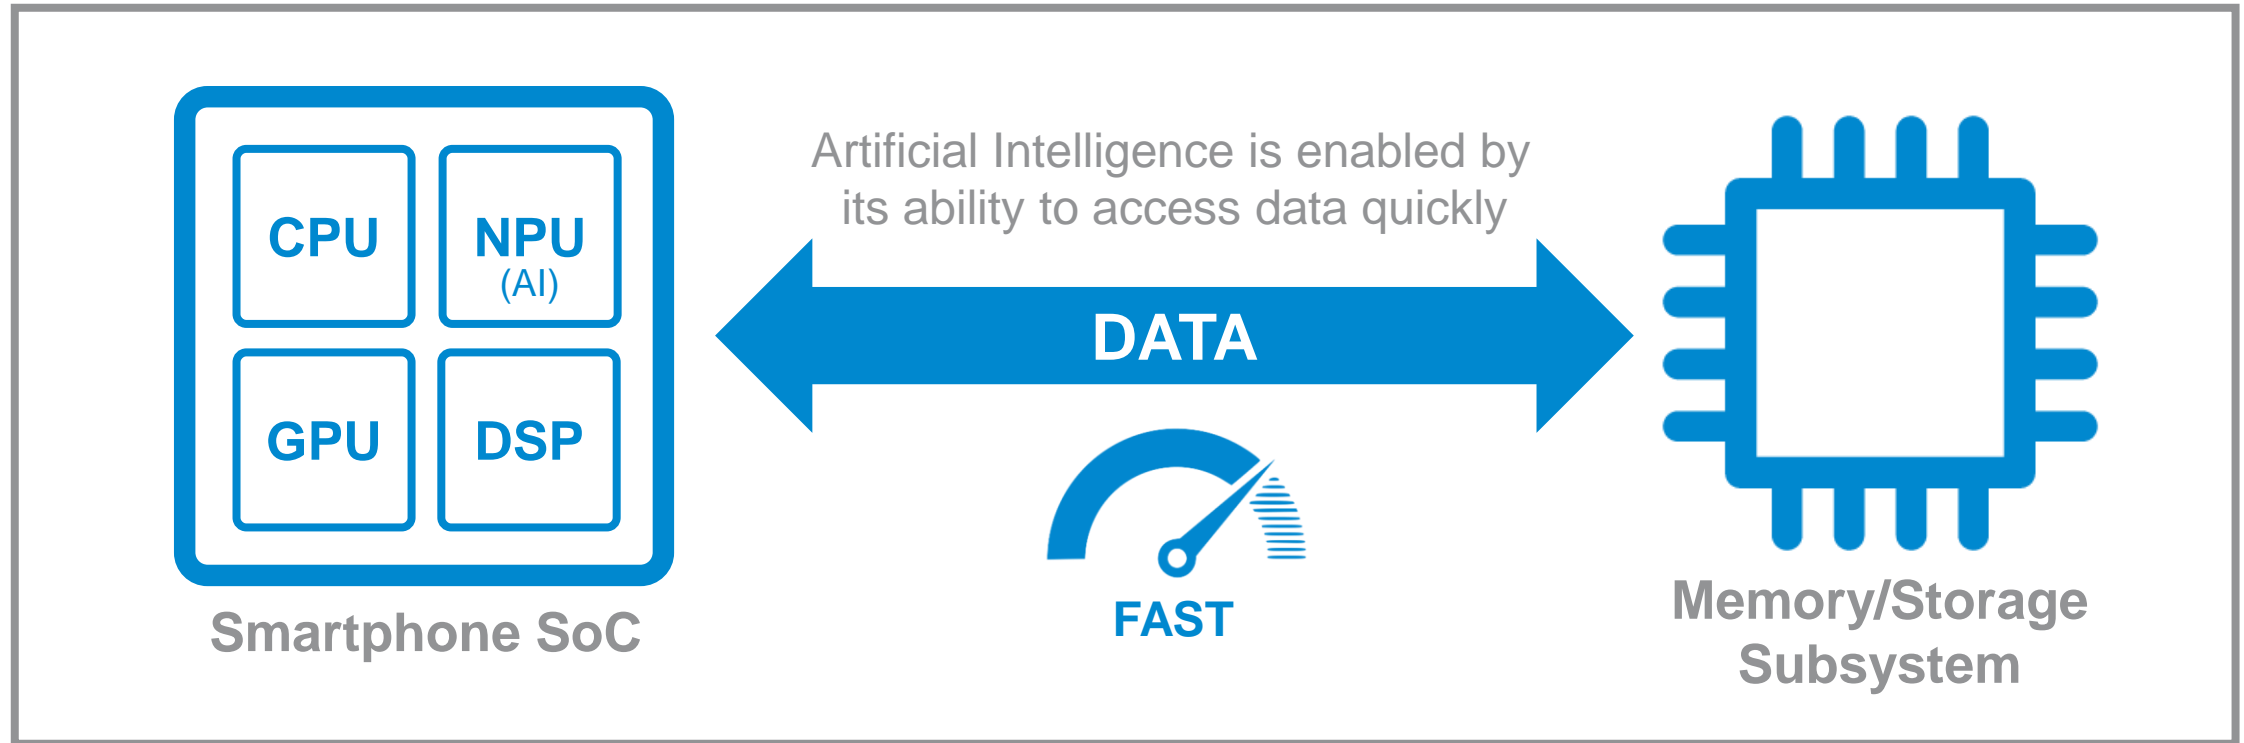 CPU
NPU
(AI)
GPU
DSP
Smartphone SoC
Artificial Intelligence is enabled by
its ability to access data quickly
DATA
FAST
Memory/Storage
Subsystem